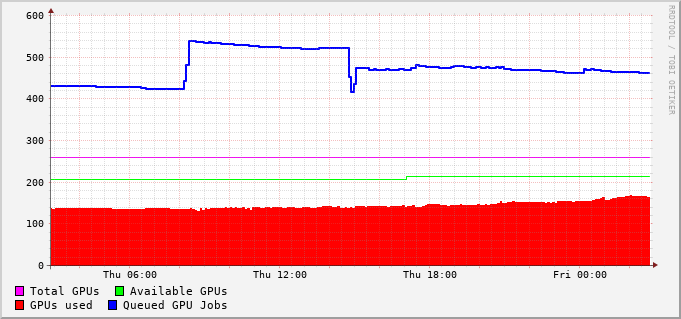 600
500
400
300
200
100
0
Thu 06:00 Thu 12:00 Thu 18:00 Fri 00:00
Total GPUs Available GPUs
GPUs used Queued GPU Jobs
RRDTOOL / TOBI OETIKER